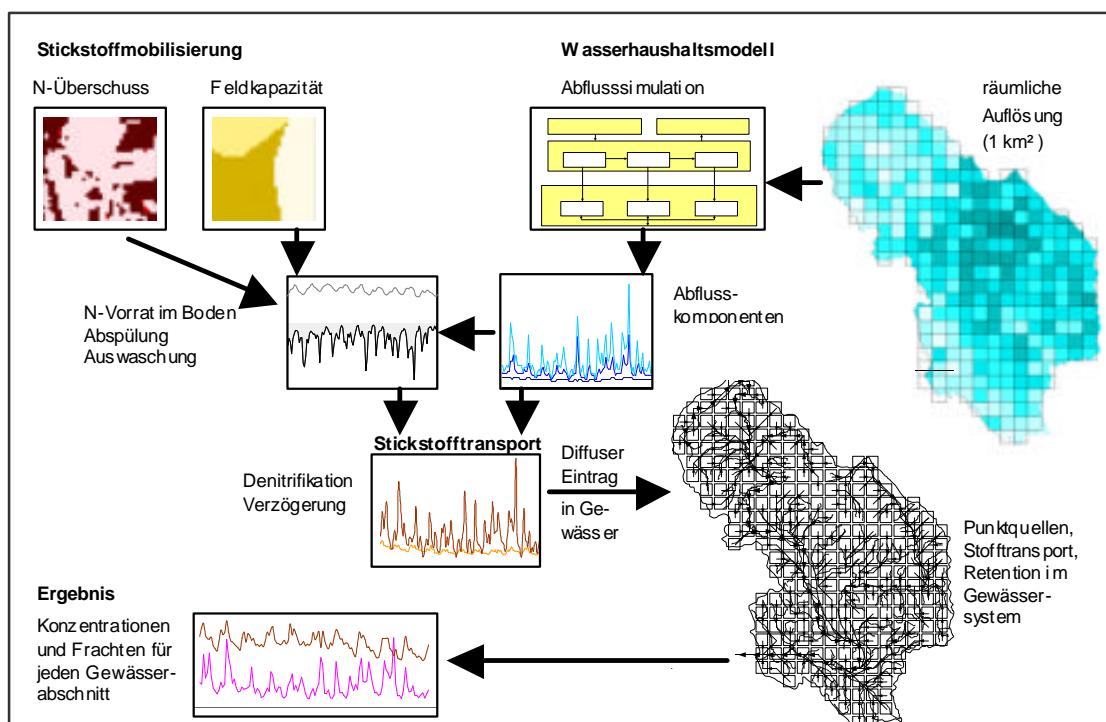 Stickstoffmobilisierung
N-Überschuss
Feldkapazität
Wasserhaushaltsmodell
Abflusssimulation
räumliche
Auflösung
(1 km²)
N-Vorrat im Boden
Abspülung
Auswaschung
Abfluss-
komponenten
Stickstofftransport
Denitrifikation
Verzögerung
Diffuser
Eintrag
in Ge-
wässer
Punktquellen,
Stofftransport,
Retention im
Gewässer-
system
Ergebnis
Konzentrationen
und Frachten für
jeden Gewässer-
abschnitt